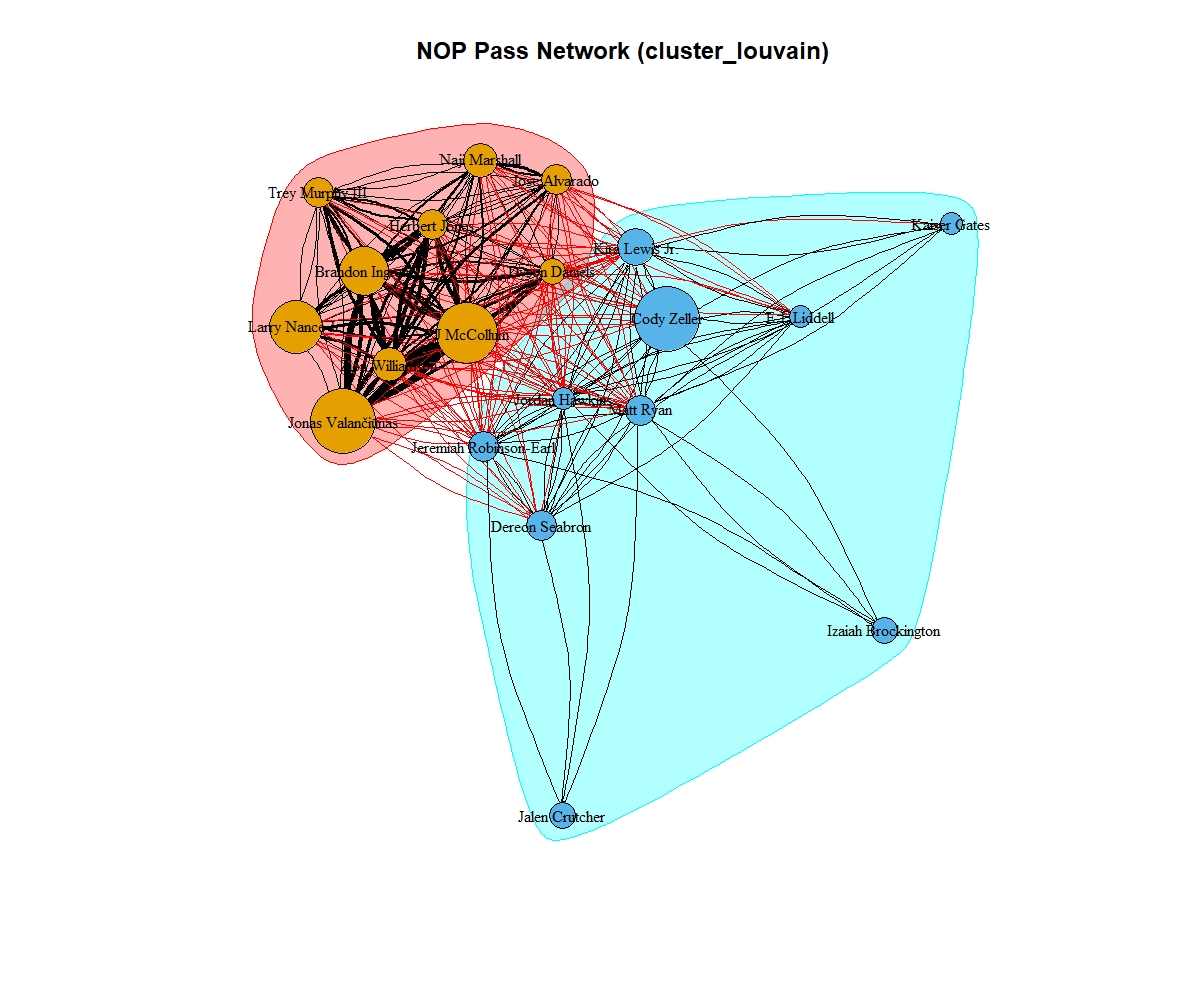 NOP Pass Network (cluster_louvain)
Naji Marshall
Jose Alvarado
Trey Murphy III
Herbert Jones
Kaiser Gates
Kira Lewis Jr.
Brandon Ingram
Dyson Daniels
Cody Zeller
E. Liddell
Larry Nance
McCollum
Williamson
Jordan Hawkins
Matt Ryan
Jonas Valančiūnas
Jeremiah Robinson-Earl
Dereon Seabron
Izaiah Brockington
Jalen Crutcher